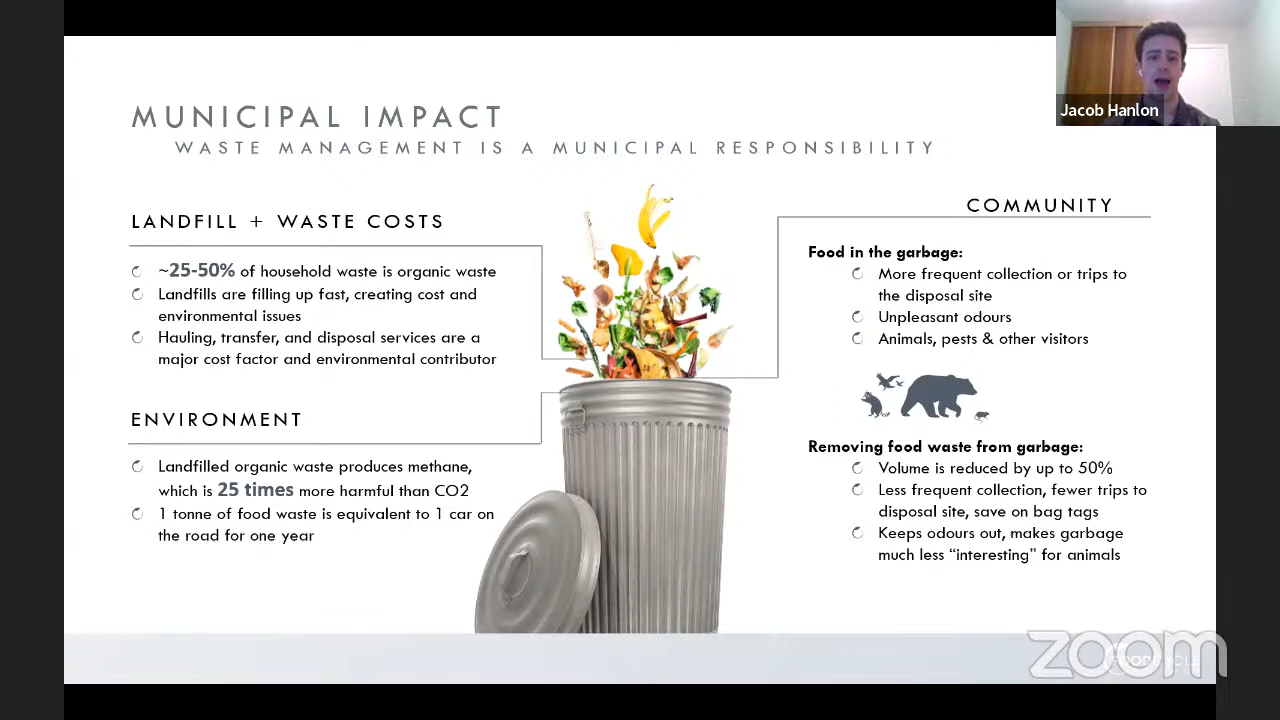 MUNICIPAL IMPACT
WASTE MANAGEMENT IS A MUNICIPAL RESPONSIBILITY
Jacob Hanlon
LANDFILL + WASTE COSTS
~25-50% of household waste is organic waste
Landfills are filling up fast, creating cost and
environmental issues
Hauling, transfer, and disposal services are a
major cost factor and environmental contributor
ENVIRONMENT
Landfilled organic waste produces methane,
which is 25 times more harmful than CO2
1 tonne of food waste is equivalent to 1 car on
the road for one year
COMMUNITY
Food in the garbage:
More frequent collection or trips to
the disposal site
Unpleasant odours
Animals, pests & other visitors
Removing food waste from garbage:
Volume is reduced by up to 50%
Less frequent collection, fewer trips to
disposal site, save on bag tags
Keeps odours out, makes garbage
much less “interesting” for animals
zoom